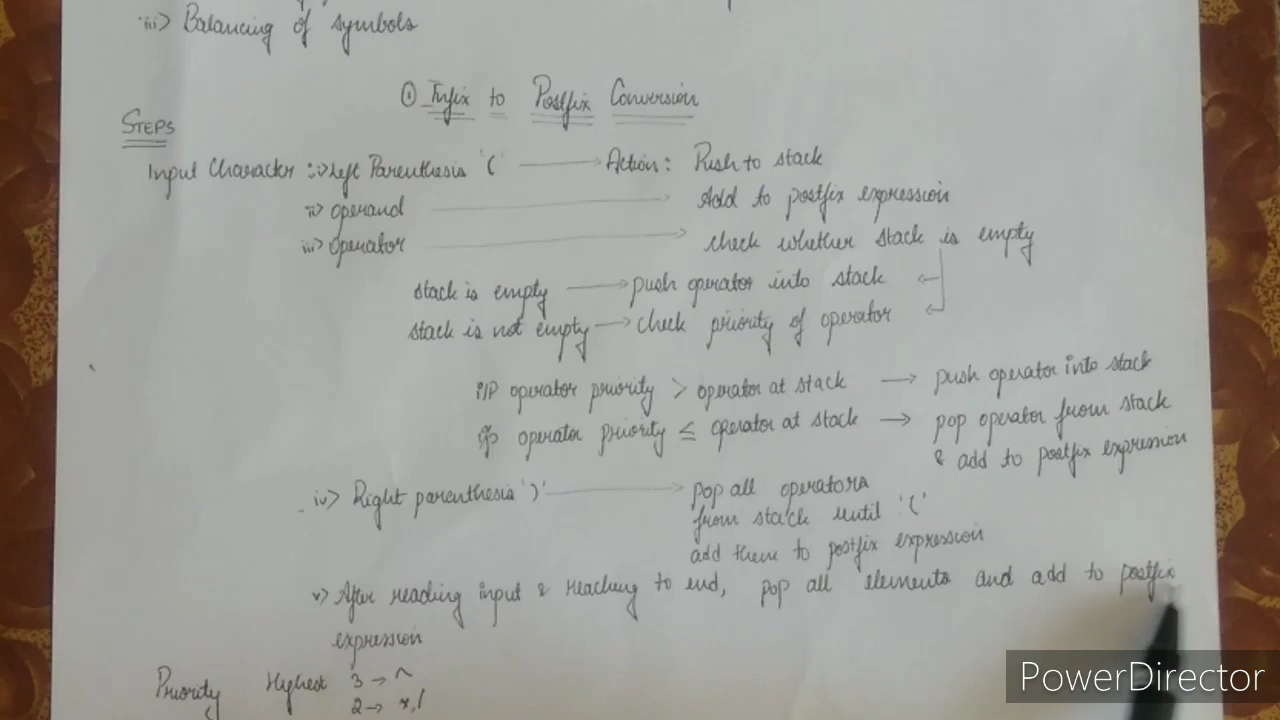 iii> Balancing of symbols
① Infix to Postfix Conversion
STEPS
Input Character :i> Left Parenthesis '(' → Action: Push to stack
ii> operand → Add to postfix expression
iii> operator → check whether stack is empty
stack is empty → push operator into stack
stack is not empty → check priority of operator
i/p operator priority > operator at stack → push operator into stack
i/p operator priority ≤ operator at stack → pop operator from stack
& add to postfix expression
iv> Right parenthesis ')' → pop all operators
from stack until '('
add them to postfix expression
v> After reading input & reaching to end, pop all elements and add to postfix
expression
Priority Highest 3 → ^
2 → *, /
PowerDirector